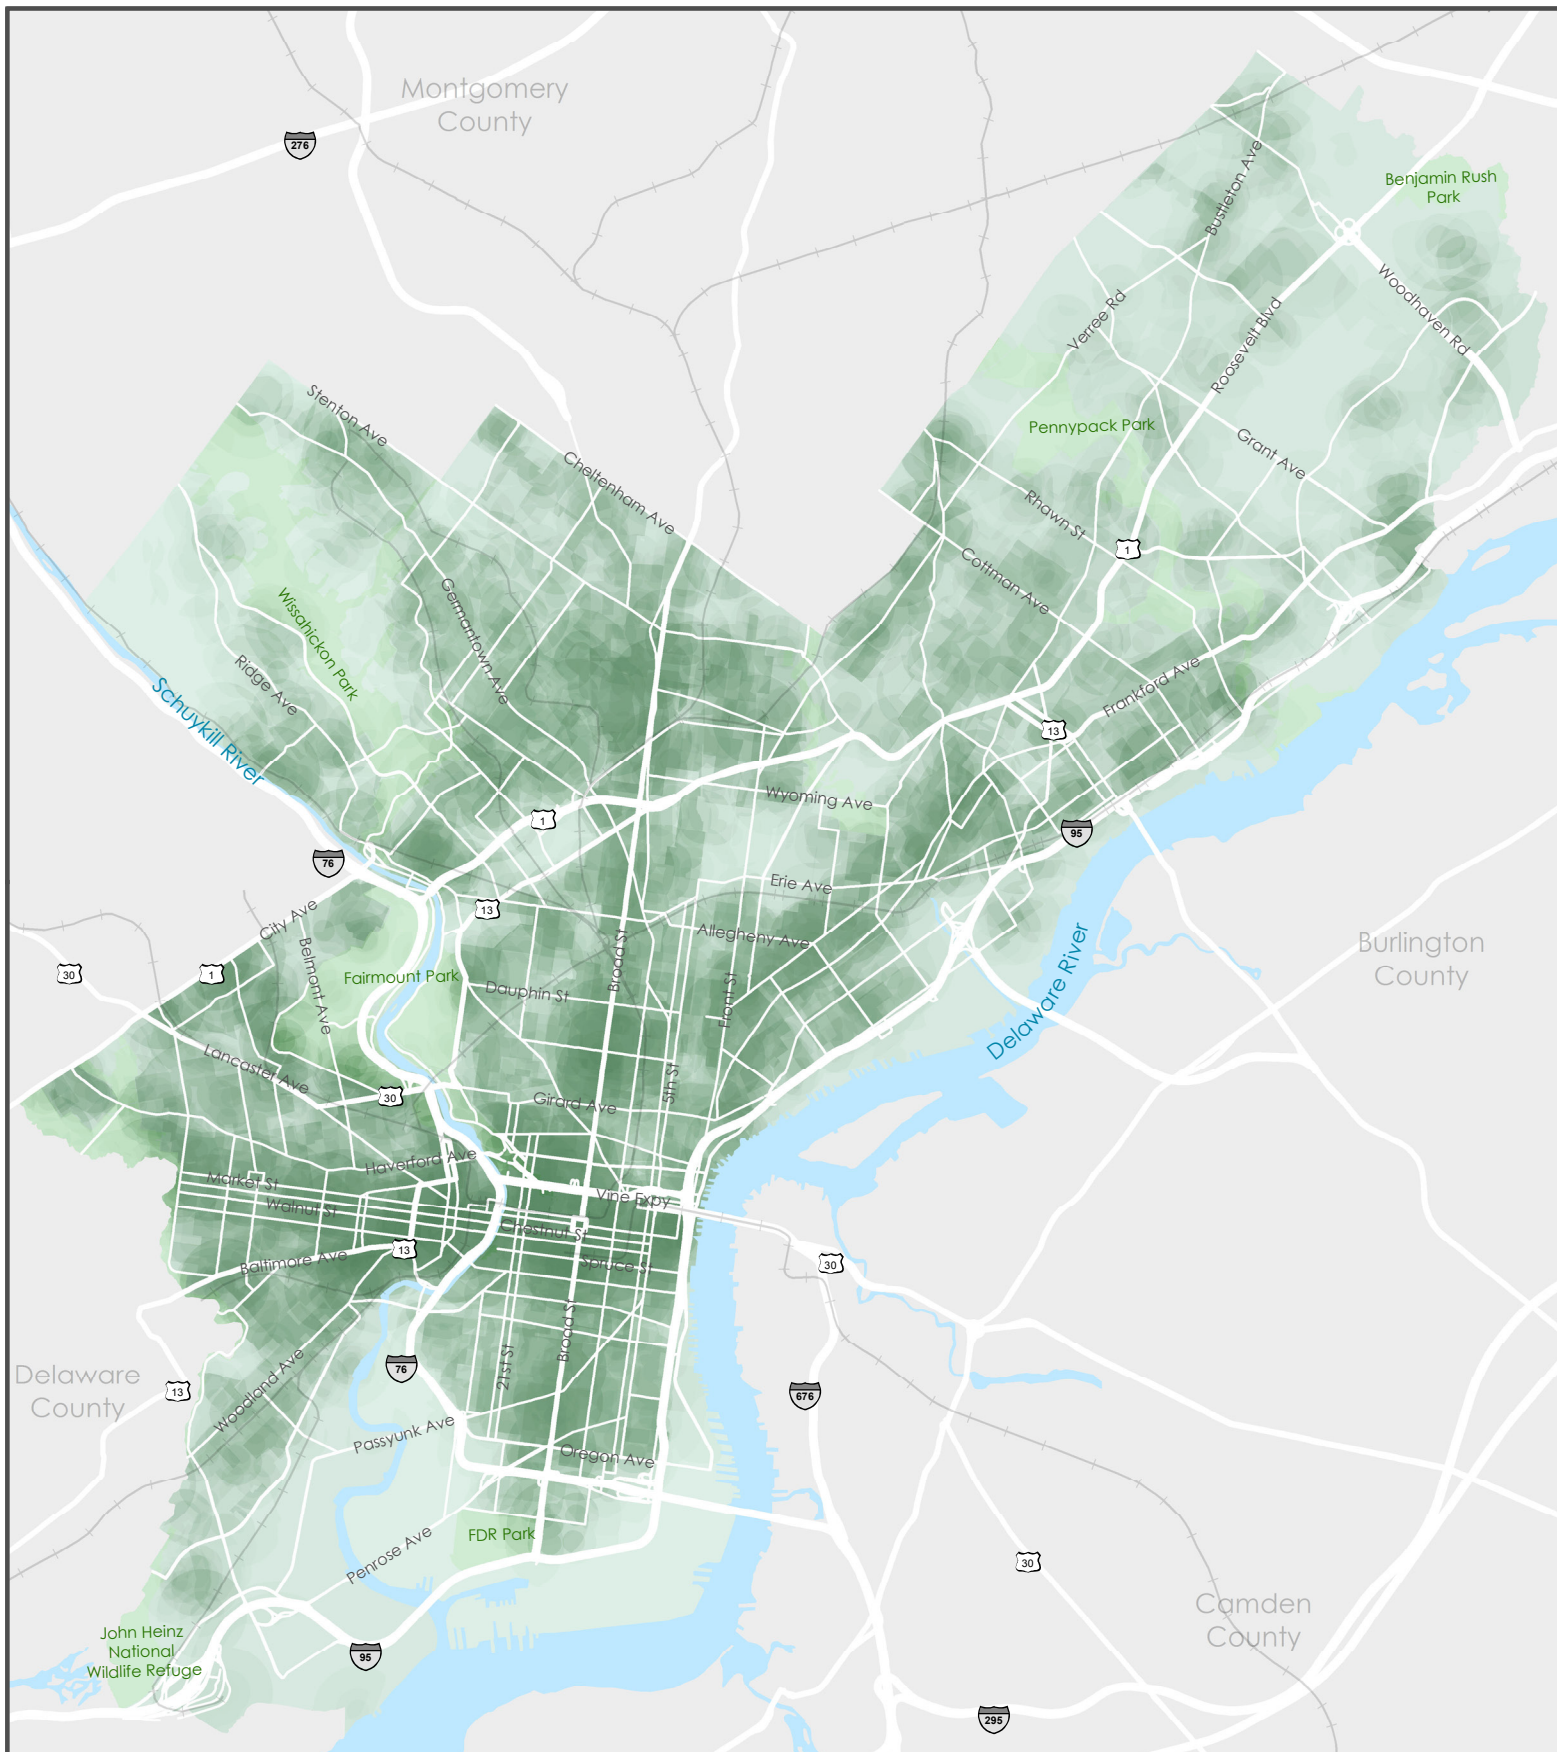 Montgomery
County
276
Benjamin Rush
Park
Bustleton Ave
Woodhaven Rd
Verree Rd
Roosevelt Blvd
Stenton Ave
Pennypack Park
Grant Ave
Cheltenham Ave
Rhawn St
1
Cottman Ave
Germantown Ave
Wissahickon Park
Ridge Ave
Schuykill River
Frankford Ave
13
Wyoming Ave
1
95
76
Erie Ave
13
City Ave
Allegheny Ave
Belmont Ave
Broad St
Burlington
County
30
1
Fairmount Park
Dauphin St
Front St
Delaware River
Lancaster Ave
30
Girard Ave
5th St
Haverford Ave
Market St
Walnut St
Vine Expy
Chestnut St
13
Baltimore Ave
Spruce St
30
Broad St
21st St
76
Delaware
County
13
676
Woodland Ave
Passyunk Ave
Oregon Ave
FDR Park
Penrose Ave
30
Camden
County
John Heinz
National
Wildlife Refuge
95
295